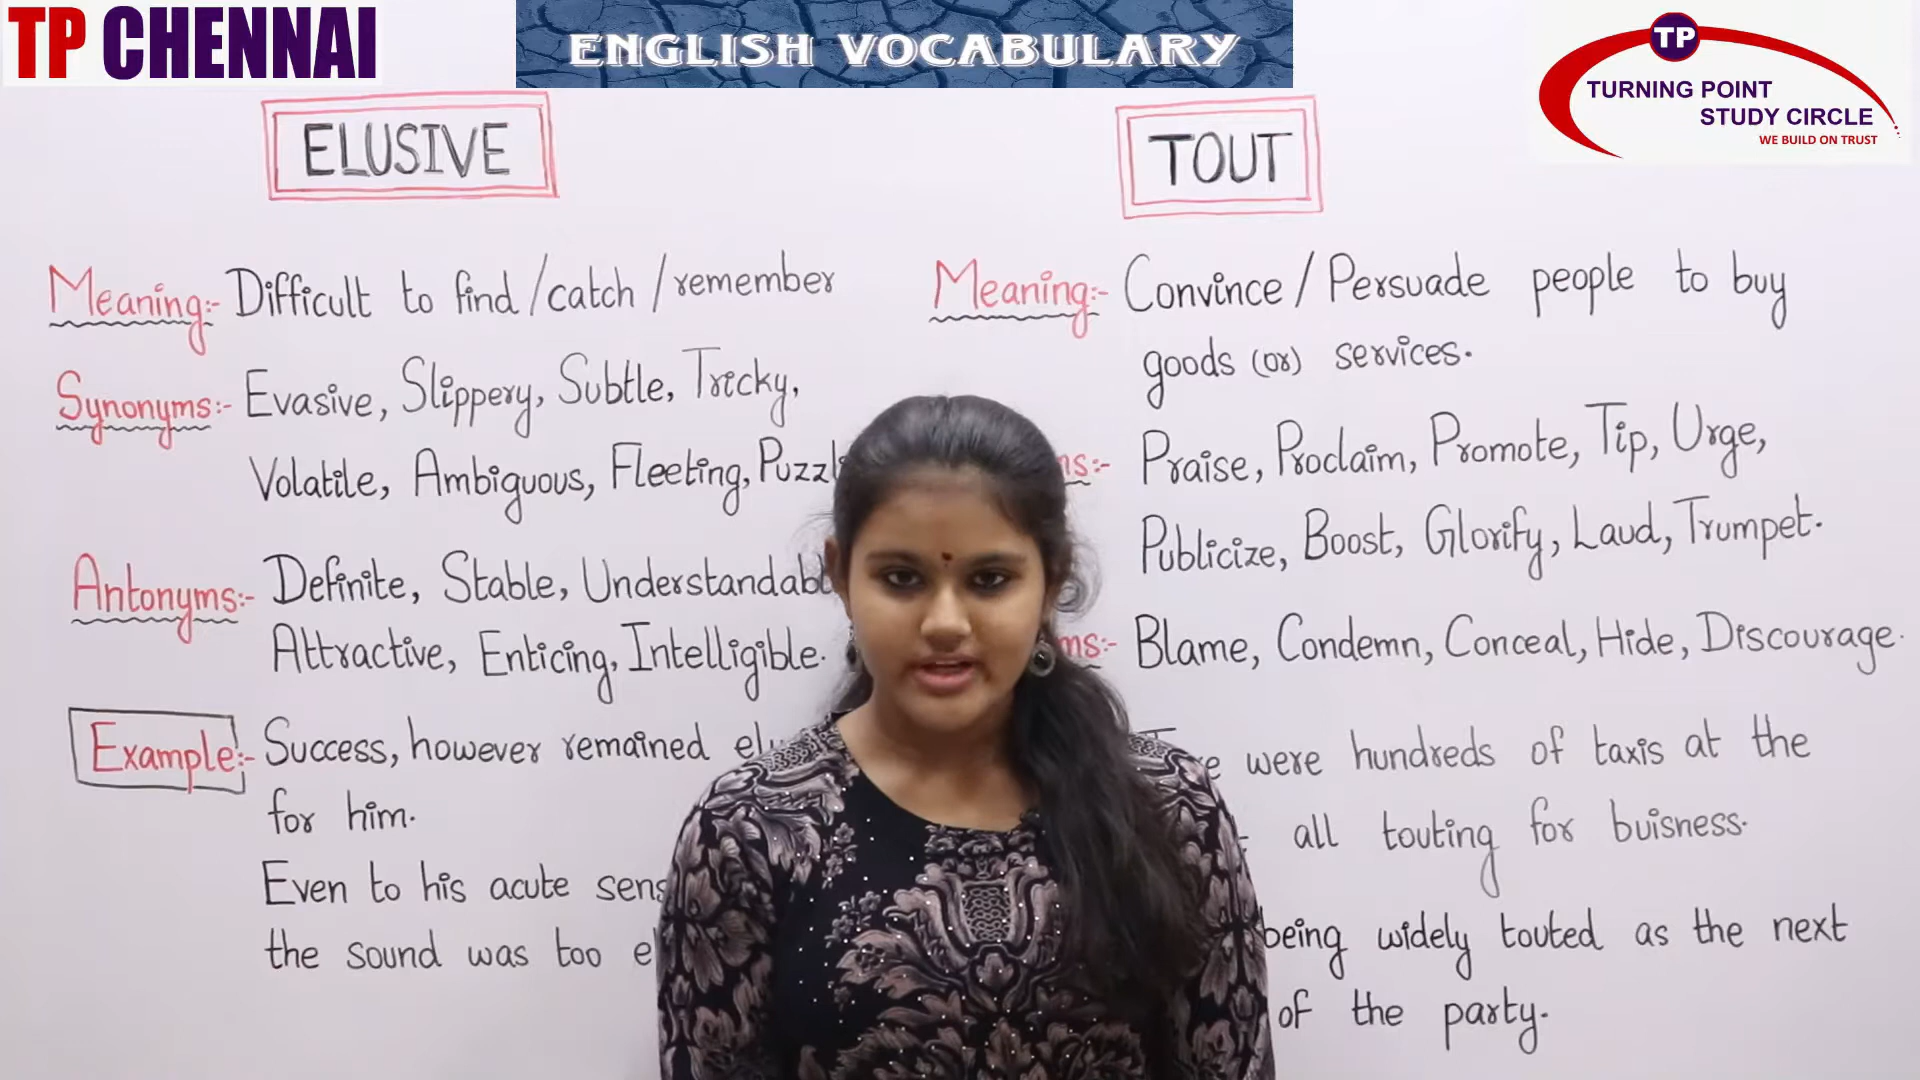 TP CHENNAI
ENGLISH VOCABULARY
TP
TURNING POINT
STUDY CIRCLE
WE BUILD ON TRUST
ELUSIVE
Meaning:- Difficult to find/catch/remember
Synonyms:- Evasive, Slippery, Subtle, Tricky,
Volatile, Ambiguous, Fleeting,
Antonyms:- Definite, Stable,
Attractive, Enticing, Intelligible.
Example:- Success, however remained
for him.
Even to his acute
the sound was too
TOUT
Meaning:- Convince/Persuade people to buy
goods (or) services.
Praise, Proclaim, Promote, Tip, Urge,
Publicize, Boost, Glorify, Laud, Trumpet.
Blame, Condemn, Conceal, Hide, Discourage.
were hundreds of taxis at the
all touting for buisness.
being widely touted as the next
of the party.